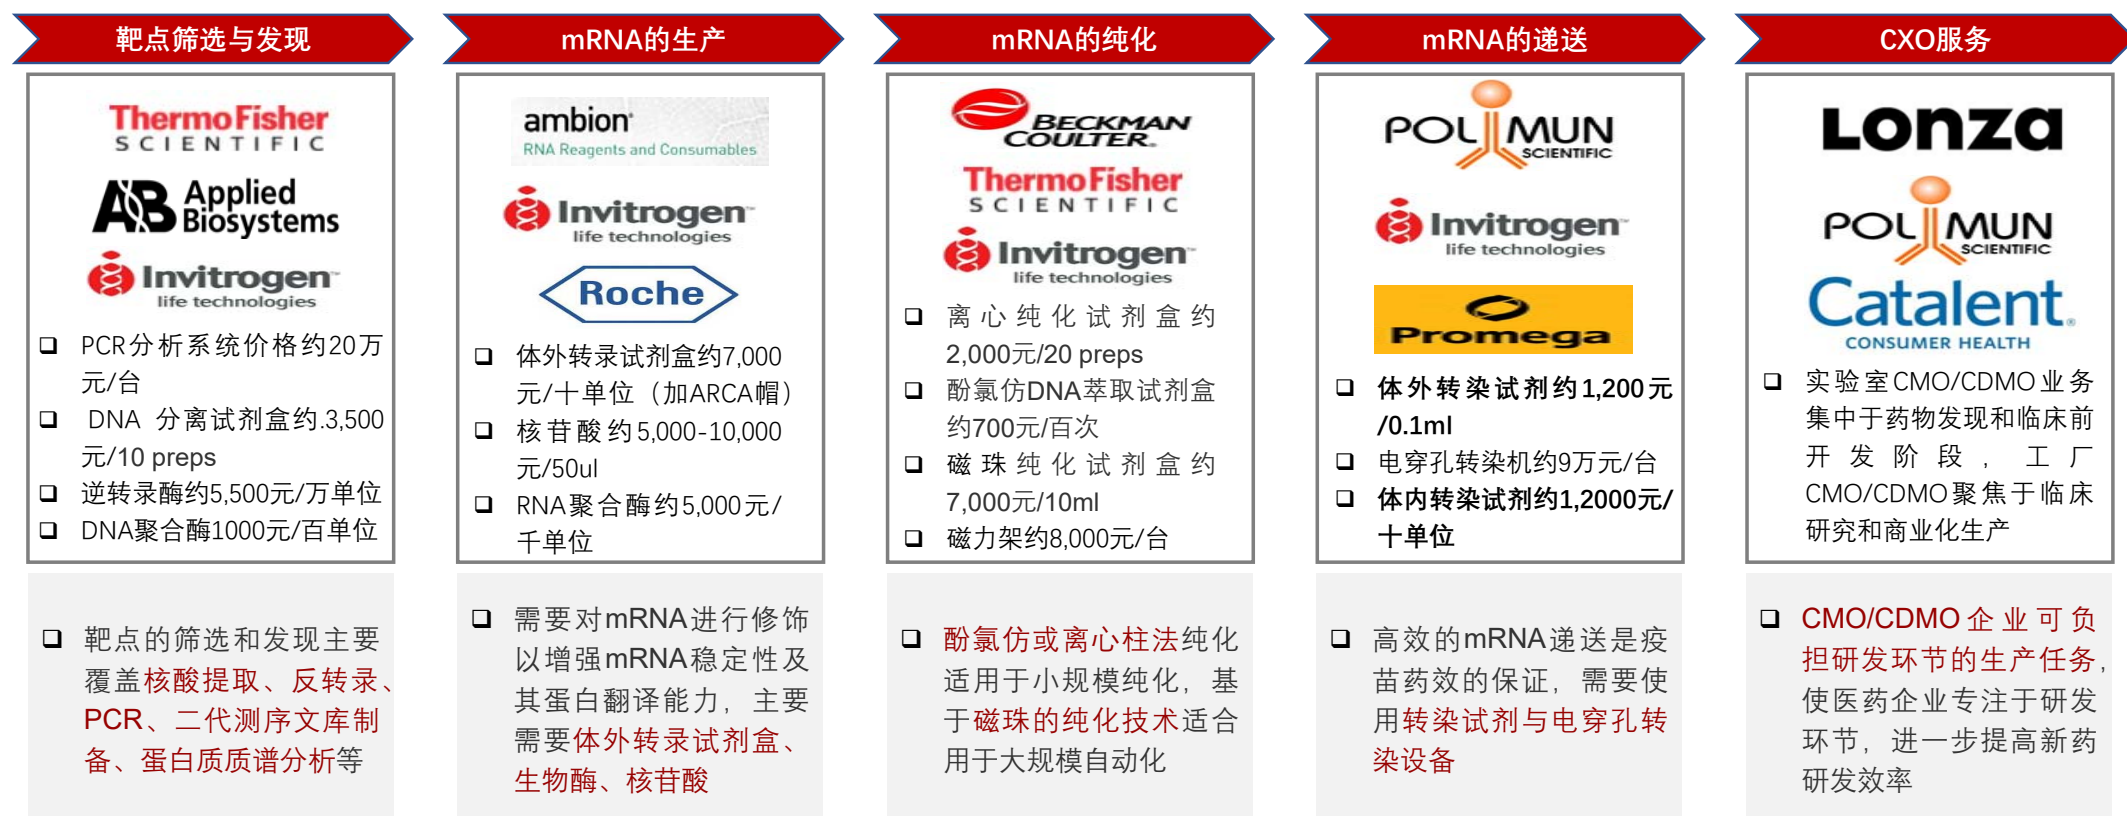 靶点筛选与发现
ThermoFisher
SCIENTIFIC
AB Applied
Biosystems
Invitrogen™
life technologies
PCR分析系统价格约20万
元/台
DNA 分离试剂盒约.3,500
元/10 preps
逆转录酶约5,500元/万单位
DNA聚合酶1000元/百单位
靶点的筛选和发现主要
覆盖核酸提取、反转录、
PCR、二代测序文库制
备、蛋白质质谱分析等
mRNA的生产
ambion®
RNA Reagents and Consumables
Invitrogen™
life technologies
Roche
体外转录试剂盒约7,000
元/十单位（加ARCA帽）
核苷酸约5,000-10,000
元/50ul
RNA聚合酶约5,000元/
千单位
需要对mRNA进行修饰
以增强mRNA稳定性及
其蛋白翻译能力，主要
需要体外转录试剂盒、
生物酶、核苷酸
mRNA的纯化
BECKMAN
COULTER.
ThermoFisher
SCIENTIFIC
Invitrogen™
life technologies
离心纯化试剂盒约
2,000元/20 preps
酚氯仿DNA萃取试剂盒
约700元/百次
磁珠纯化试剂盒约
7,000元/10ml
磁力架约8,000元/台
酚氯仿或离心柱法纯化
适用于小规模纯化，基
于磁珠的纯化技术适合
用于大规模自动化
mRNA的递送
POLIMUN
SCIENTIFIC
Invitrogen™
life technologies
Promega
体外转染试剂约1,200元
/0.1ml
电穿孔转染机约9万元/台
体内转染试剂约1,2000元/
十单位
高效的mRNA递送是疫
苗药效的保证，需要使
用转染试剂与电穿孔转
染设备
CXO服务
Lonza
POLIMUN
SCIENTIFIC
Catalent®
CONSUMER HEALTH
实验室CMO/CDMO业务
集中于药物发现和临床前
开发阶段，工厂
CMO/CDMO聚焦于临床
研究和商业化生产
CMO/CDMO企业可负
担研发环节的生产任务，
使医药企业专注于研发
环节，进一步提高新药
研发效率